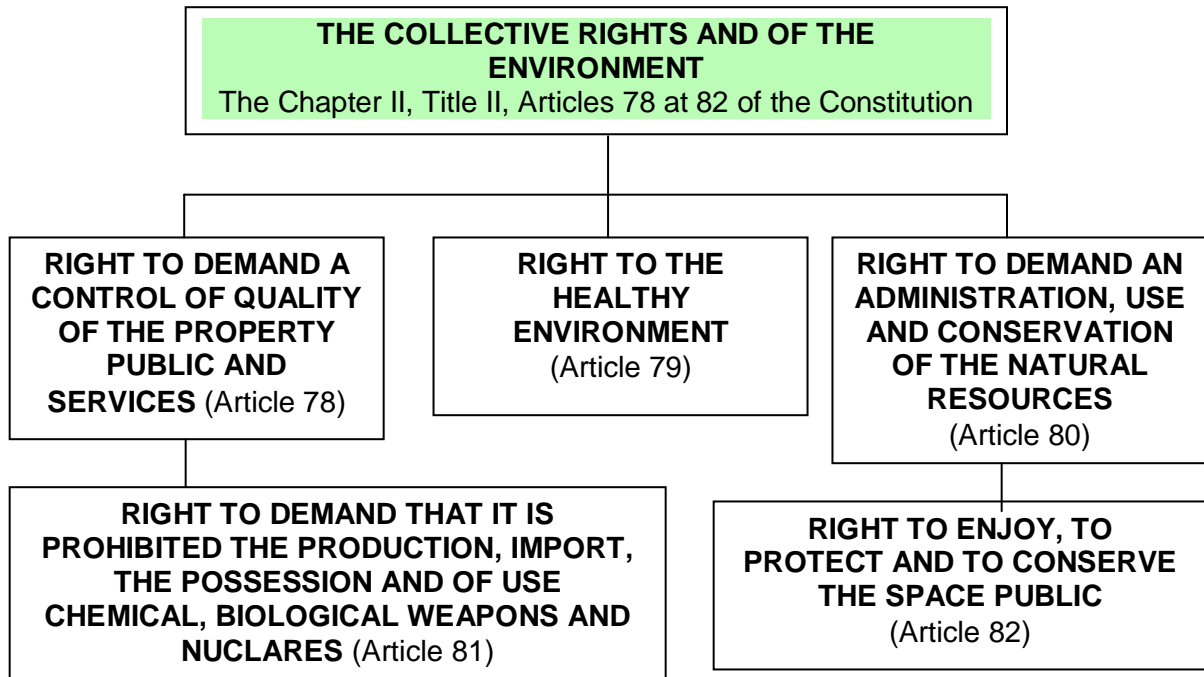 THE COLLECTIVE RIGHTS AND OF THE
ENVIRONMENT
The Chapter II, Title II, Articles 78 at 82 of the Constitution
RIGHT TO DEMAND A
CONTROL OF QUALITY
OF THE PROPERTY
PUBLIC AND
SERVICES (Article 78)
RIGHT TO THE
HEALTHY
ENVIRONMENT
(Article 79)
RIGHT TO DEMAND AN
ADMINISTRATION, USE
AND CONSERVATION
OF THE NATURAL
RESOURCES
(Article 80)
RIGHT TO DEMAND THAT IT IS
PROHIBITED THE PRODUCTION, IMPORT,
THE POSSESSION AND OF USE
CHEMICAL, BIOLOGICAL WEAPONS AND
NUCLARES (Article 81)
RIGHT TO ENJOY, TO
PROTECT AND TO CONSERVE
THE SPACE PUBLIC
(Article 82)